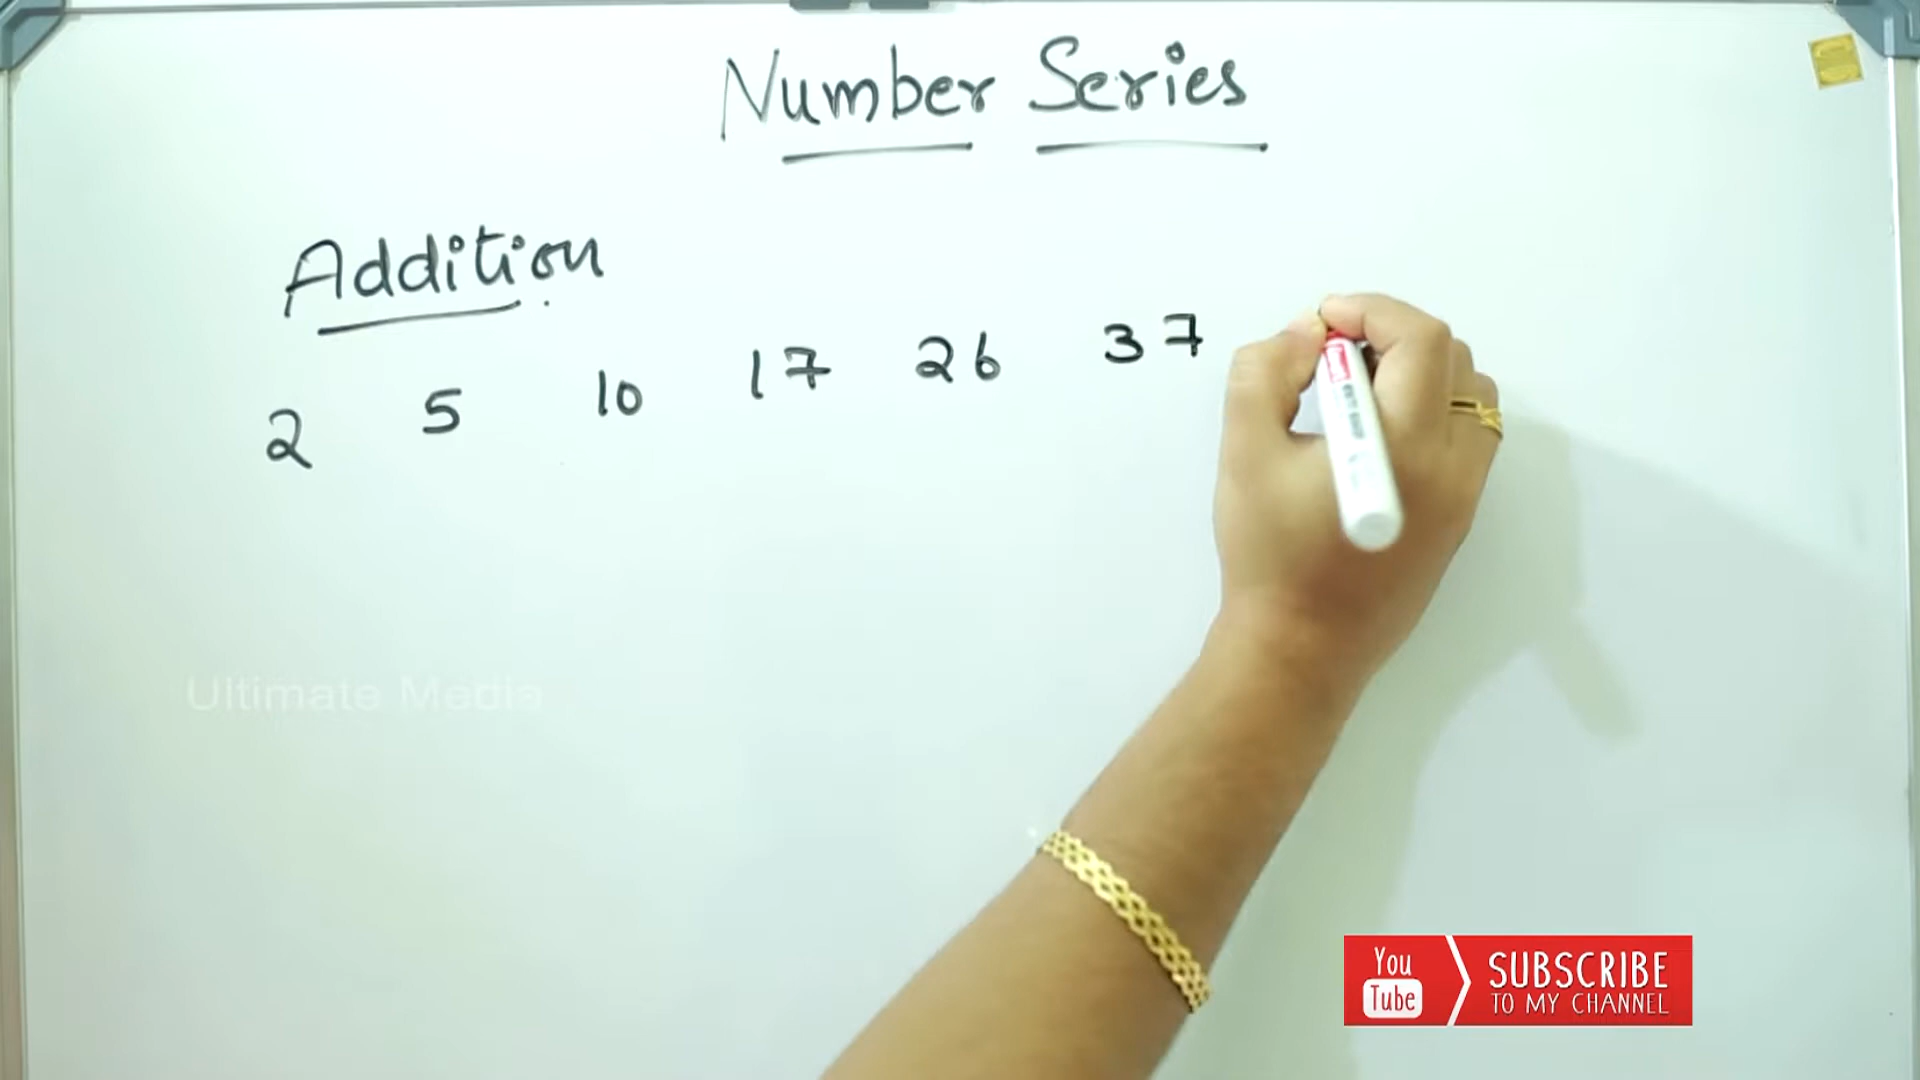 Number Series
Addition
2 5 10 17 26 37
Ultimate Media
You
Tube
SUBSCRIBE
TO MY CHANNEL